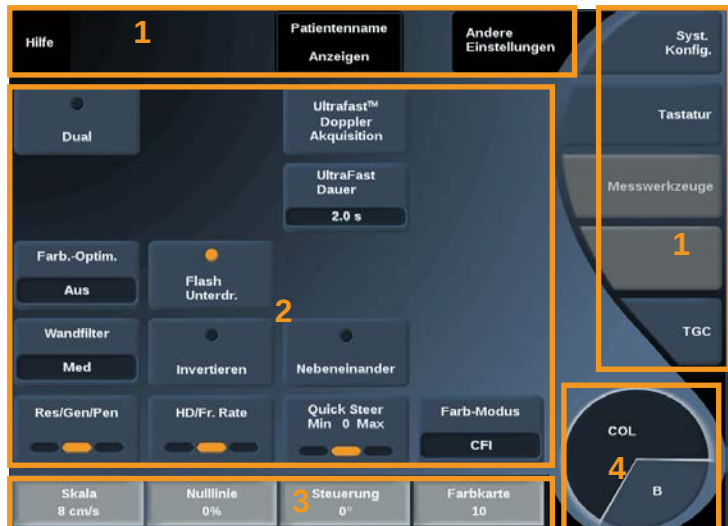 Hilfe
1
Patientenname
Anzeigen
Andere
Einstellungen
Syst.
Konfig.
Dual
Ultrafast™
Doppler
Akquisition
Tastatur
UltraFast
Dauer
2.0 s
Messwerkzeuge
1
Farb.-Optim.
Aus
Flash
Unterdr.
2
TGC
Wandfilter
Med
Invertieren
Nebeneinander
Res/Gen/Pen
HD/Fr. Rate
Quick Steer
Min 0 Max
Farb-Modus
CFI
COL
4
B
Skala
8 cm/s
Nulllinie
0%
3
Steuerung
0°
Farbkarte
10